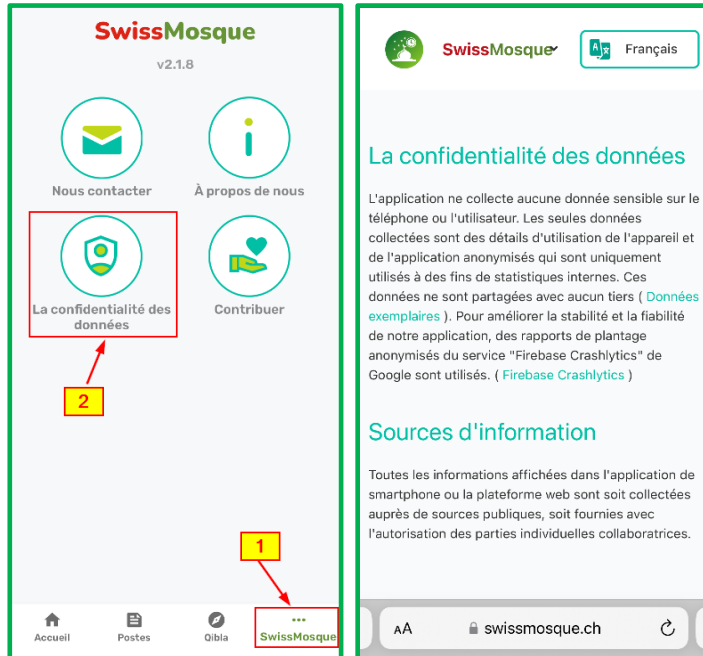 SwissMosque
v2.1.8
Nous contacter
À propos de nous
La confidentialité des
données
Contribuer
2
1
Accueil
Postes
Qibla
SwissMosque
SwissMosque
Français
La confidentialité des données
L'application ne collecte aucune donnée sensible sur le
téléphone ou l'utilisateur. Les seules données
collectées sont des détails d'utilisation de l'appareil et
de l'application anonymisés qui sont uniquement
utilisés à des fins de statistiques internes. Ces
données ne sont partagées avec aucun tiers ( Données
exemplaires ). Pour améliorer la stabilité et la fiabilité
de notre application, des rapports de plantage
anonymisés du service "Firebase Crashlytics" de
Google sont utilisés. ( Firebase Crashlytics )
Sources d'information
Toutes les informations affichées dans l'application de
smartphone ou la plateforme web sont soit collectées
auprès de sources publiques, soit fournies avec
l'autorisation des parties individuelles collaboratrices.
AA
swissmosque.ch